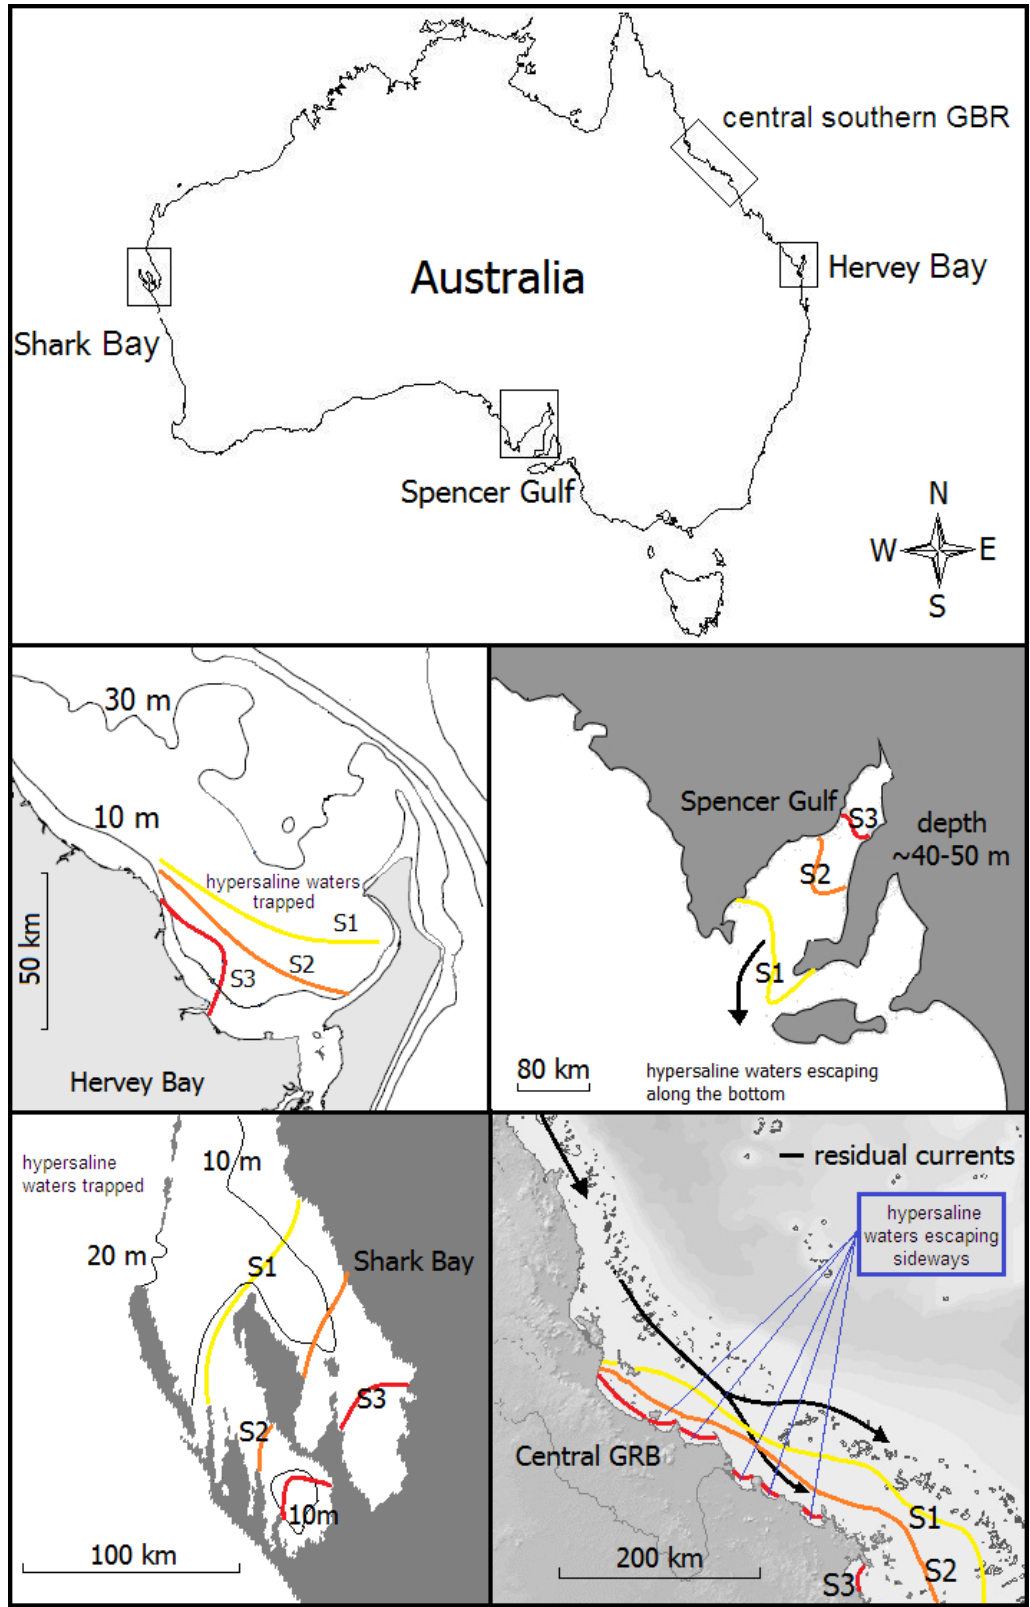 central southern GBR
Australia
Hervey Bay
Shark Bay
Spencer Gulf
N
W
E
S
30 m
10 m
hypersaline waters
trapped
S1
S2
S3
50 km
Hervey Bay
Spencer Gulf
S3
depth
~40-50 m
S2
S1
80 km
hypersaline waters escaping
along the bottom
hypersaline
waters trapped
10 m
20 m
S1
Shark Bay
S3
S2
10m
100 km
residual currents
hypersaline
waters escaping
sideways
Central GRB
S1
200 km
S2
S3